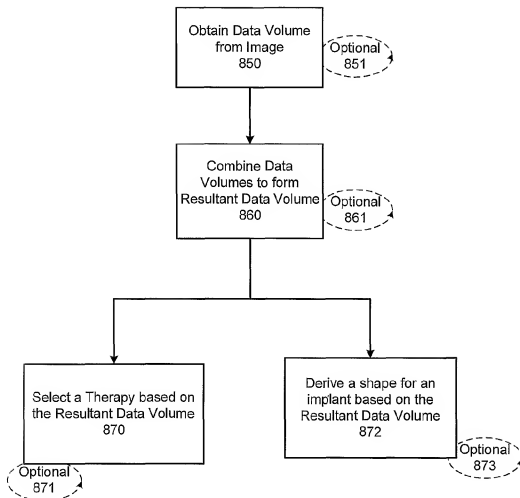 Obtain Data Volume
from Image
850
Optional
851
Combine Data
Volumes to form
Resultant Data Volume
860
Optional
861
Select a Therapy based on
the Resultant Data Volume
870
Optional
871
Derive a shape for an
implant based on the
Resultant Data Volume
872
Optional
873